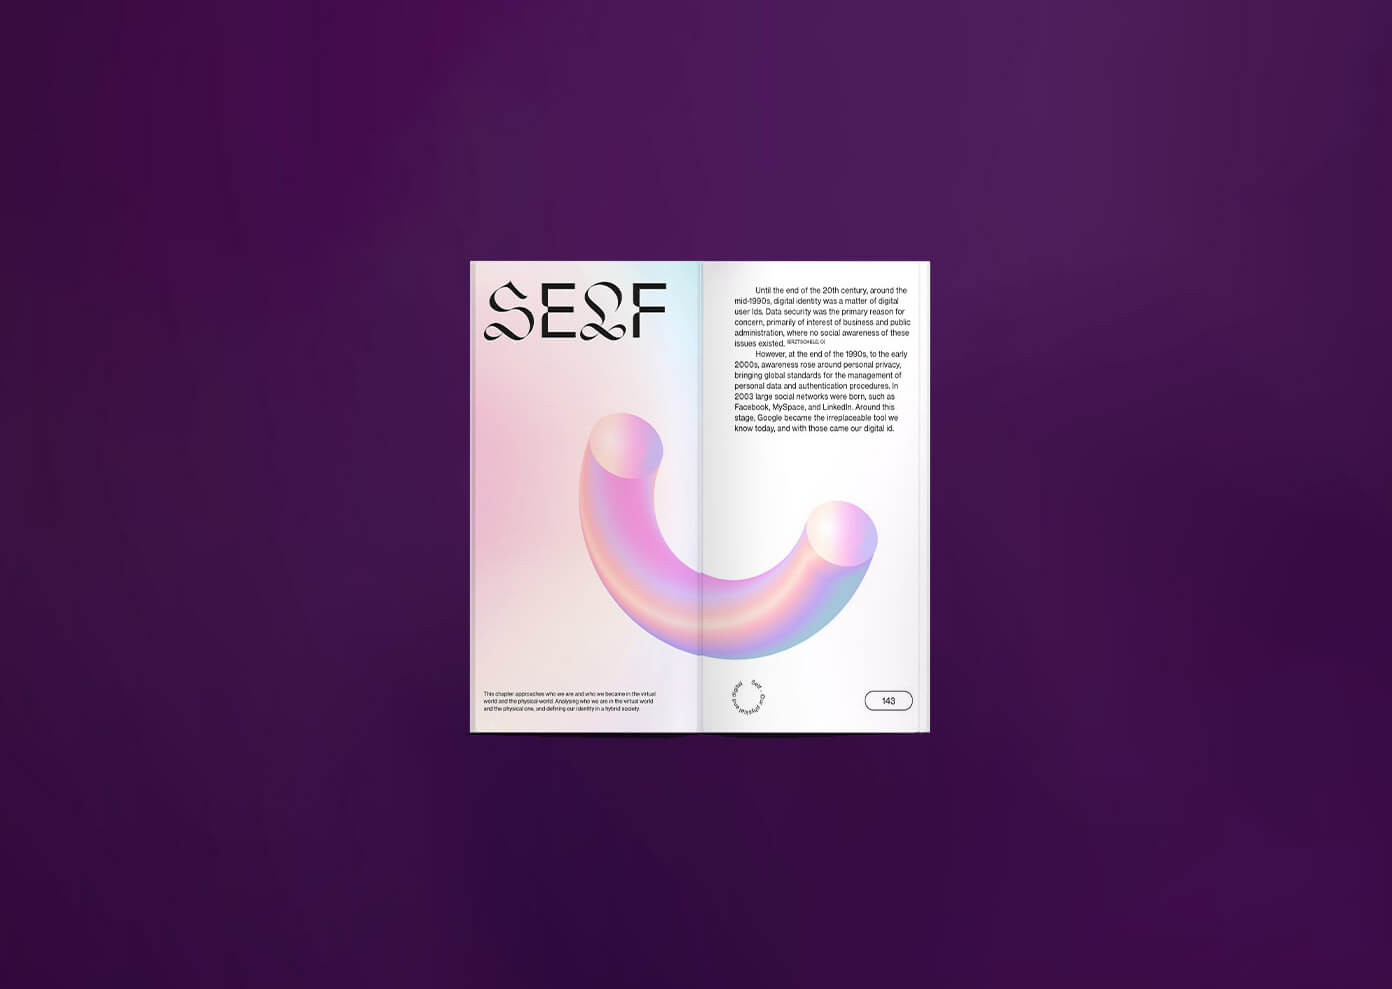 SELF
This chapter approaches who we are and who we became in the virtual
world and the physical world. Analysing who we are in the virtual world
and the physical one, and defining our identity in a hybrid society.
Until the end of the 20th century, around the
mid-1990s, digital identity was a matter of digital
user Ids. Data security was the primary reason for
concern, primarily of interest of business and public
administration, where no social awareness of these
issues existed.
However, at the end of the 1990s, to the early
2000s, awareness rose around personal privacy,
bringing global standards for the management of
personal data and authentication procedures. In
2003 large social networks were born, such as
Facebook, MySpace, and LinkedIn. Around this
stage, Google became the irreplaceable tool we
know today, and with those came our digital id.
Self - Our physical and digital
143